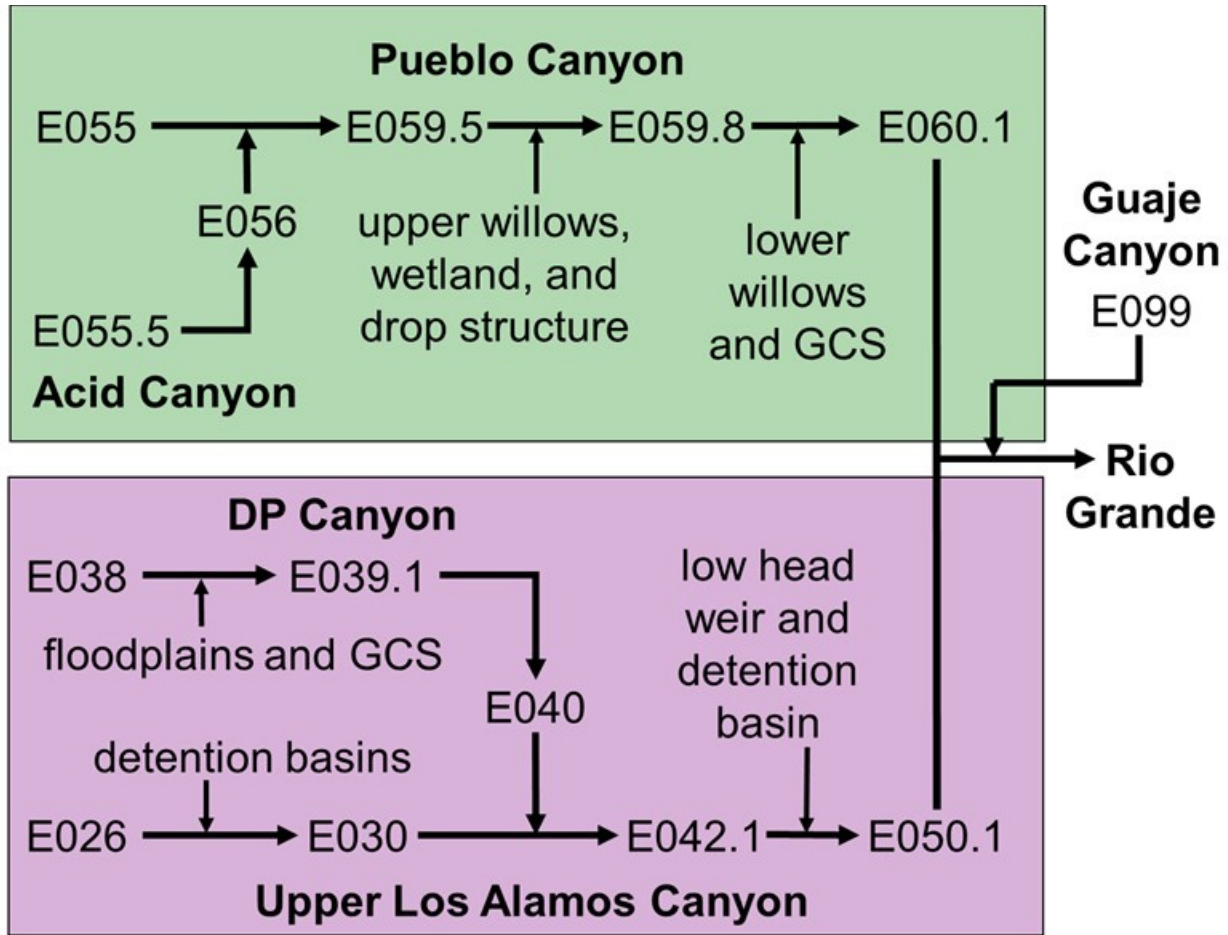 Pueblo Canyon
E055
E059.5
E059.8
E060.1
E056
upper willows,
wetland, and
drop structure
lower
willows
and GCS
E055.5
Acid Canyon
Guaje
Canyon
E099
Rio
Grande
DP Canyon
E038
E039.1
floodplains and GCS
E040
low head
weir and
detention
basin
detention basins
E026
E030
E042.1
E050.1
Upper Los Alamos Canyon